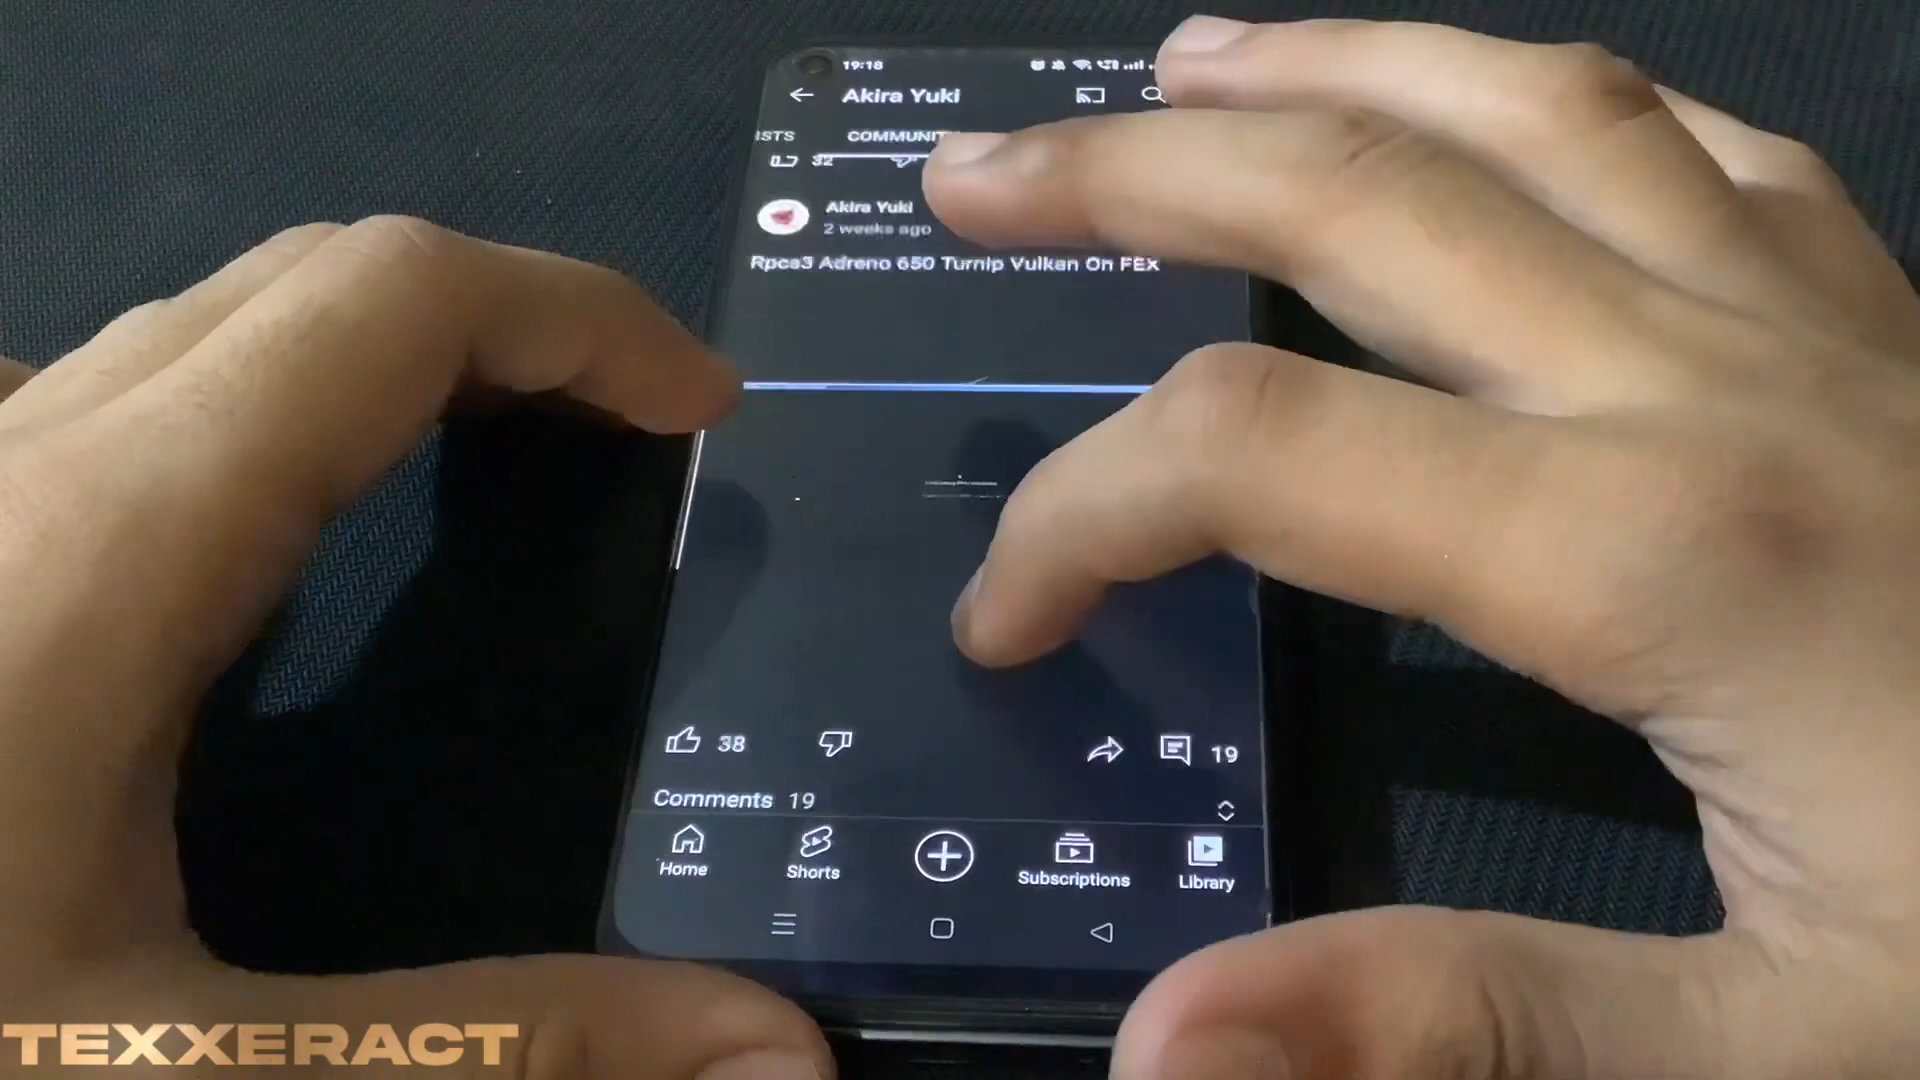 19:18
Akira Yuki
ISTS
COMMUNIT
32
Akira Yuki
2 weeks ago
Rpcs3 Adreno 650 Turnip Vulkan On FEx
38
19
Comments 19
Home
Shorts
Subscriptions
Library
TEXXERACT